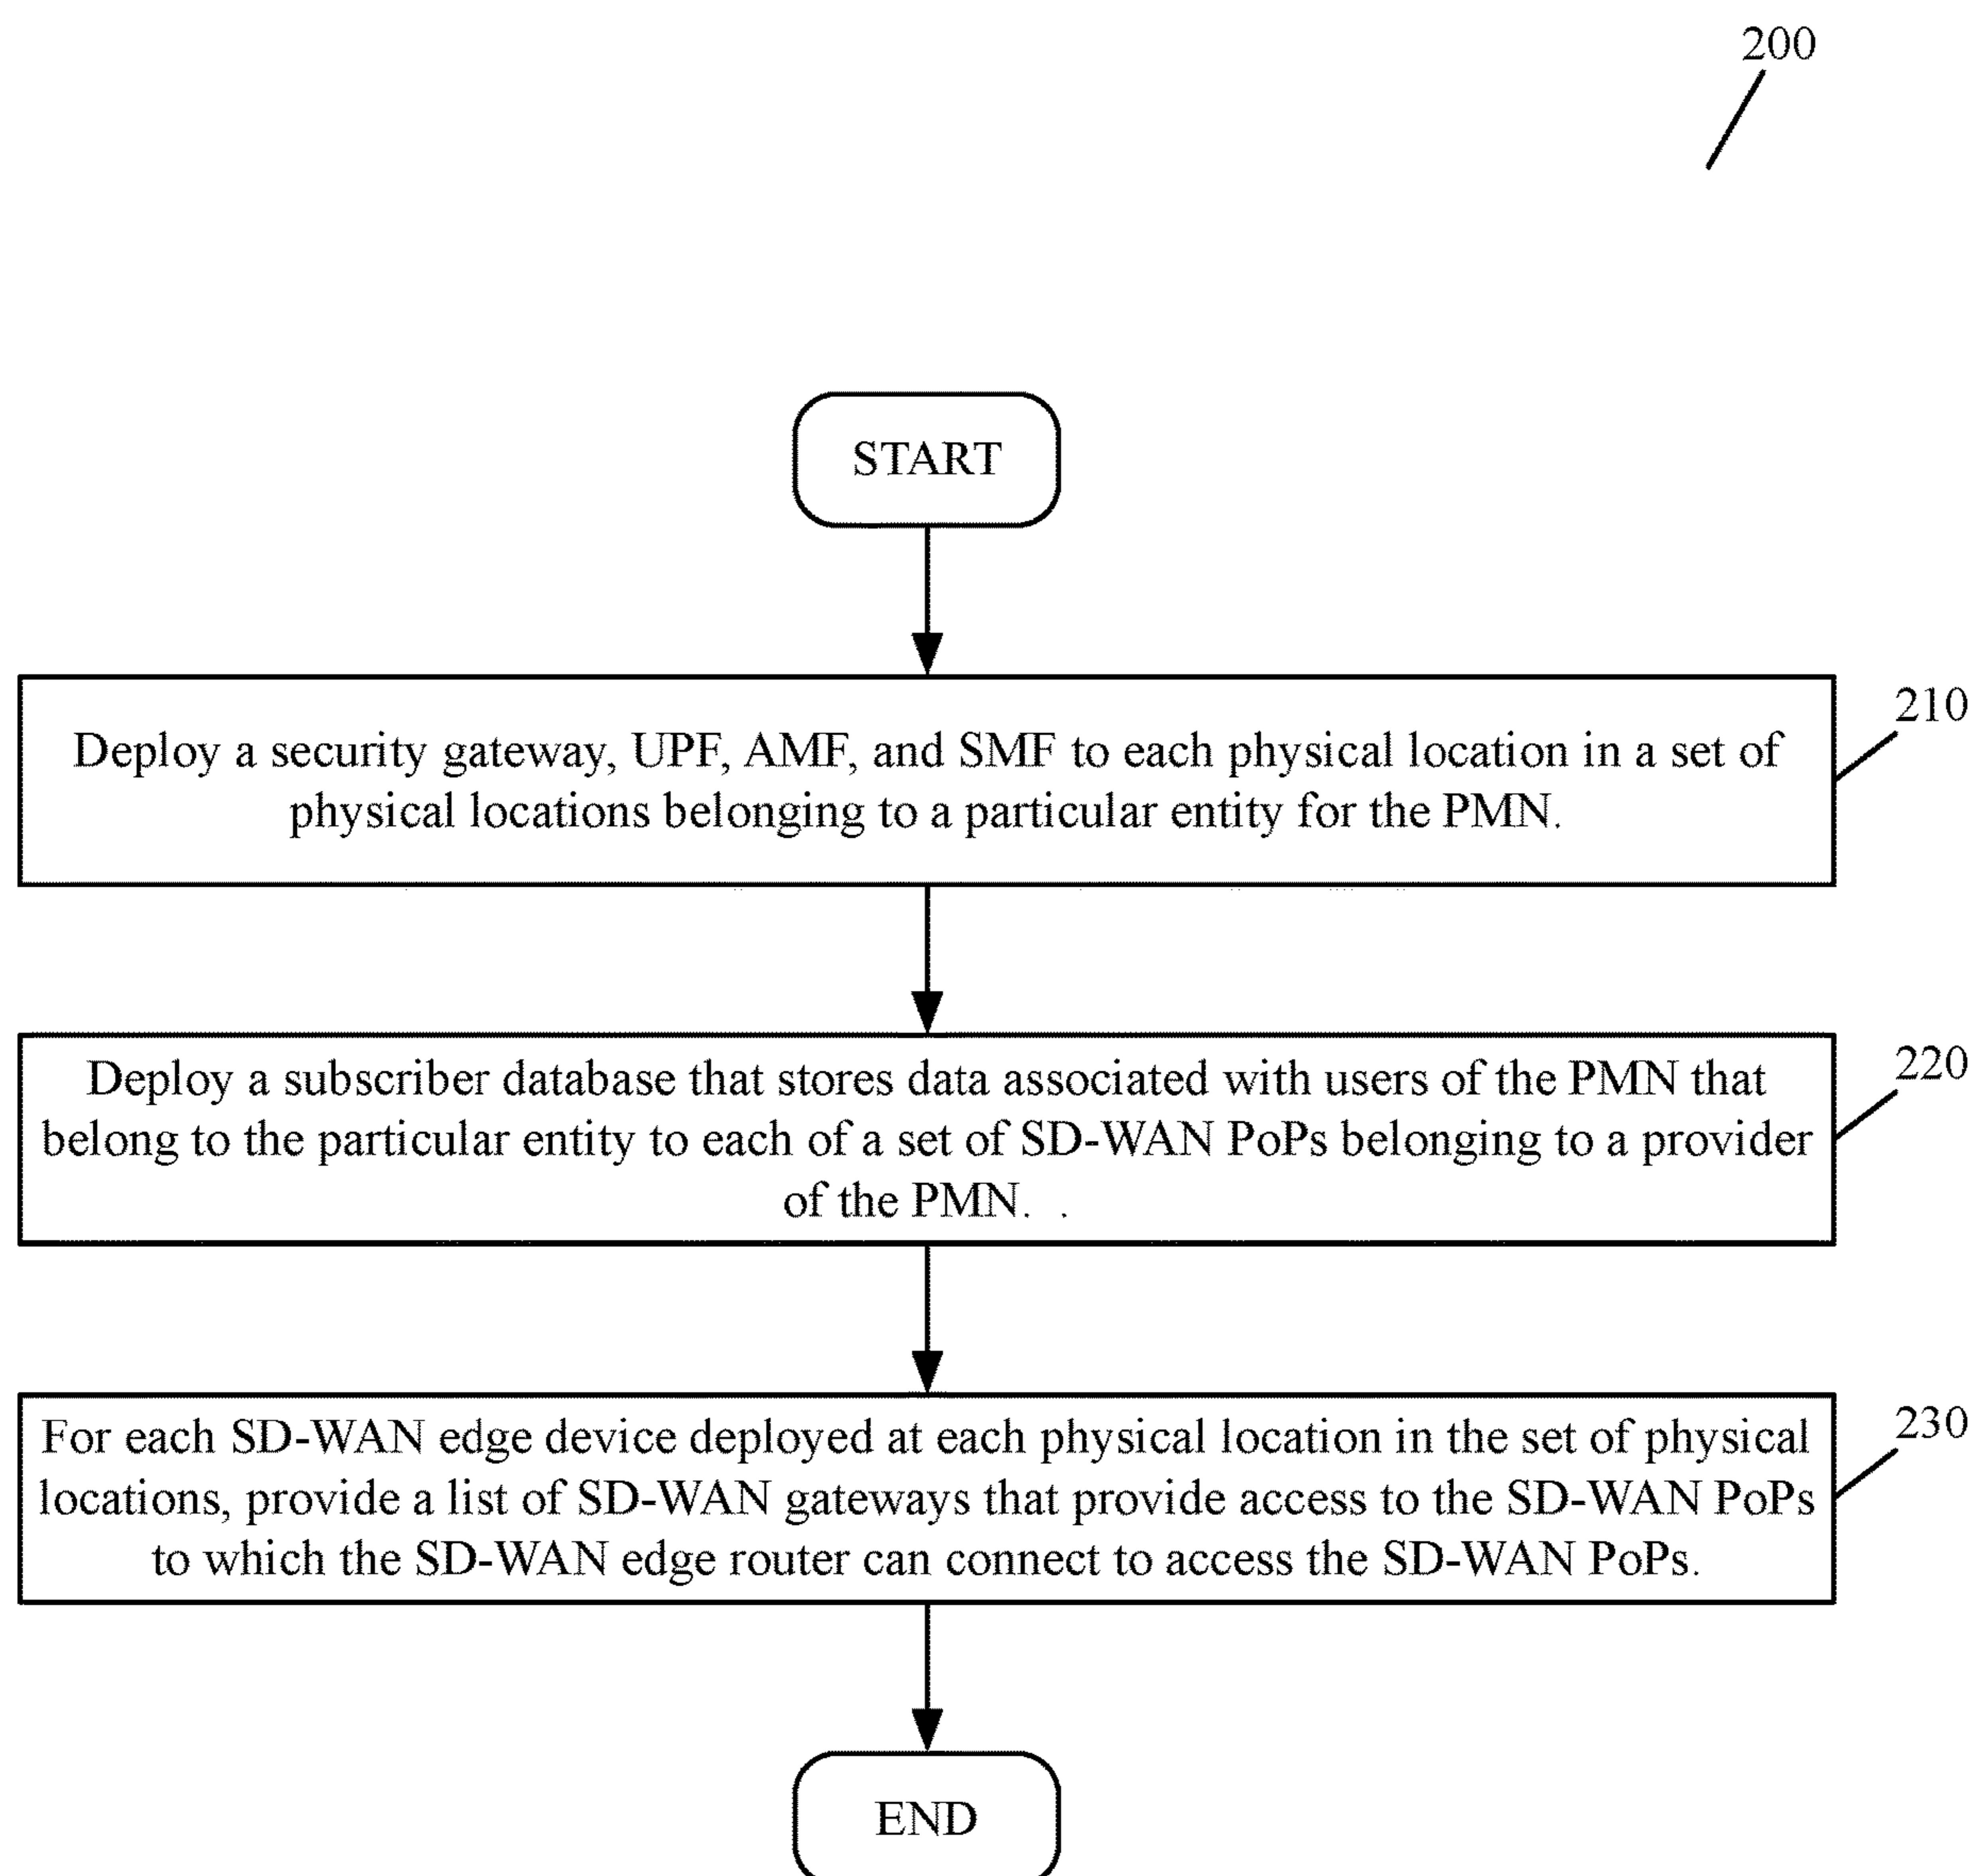 200
START
210
Deploy a security gateway, UPF, AMF, and SMF to each physical location in a set of
physical locations belonging to a particular entity for the PMN.
220
Deploy a subscriber database that stores data associated with users of the PMN that
belong to the particular entity to each of a set of SD-WAN PoPs belonging to a provider
of the PMN. .
230
For each SD-WAN edge device deployed at each physical location in the set of physical
locations, provide a list of SD-WAN gateways that provide access to the SD-WAN PoPs
to which the SD-WAN edge router can connect to access the SD-WAN PoPs.
END